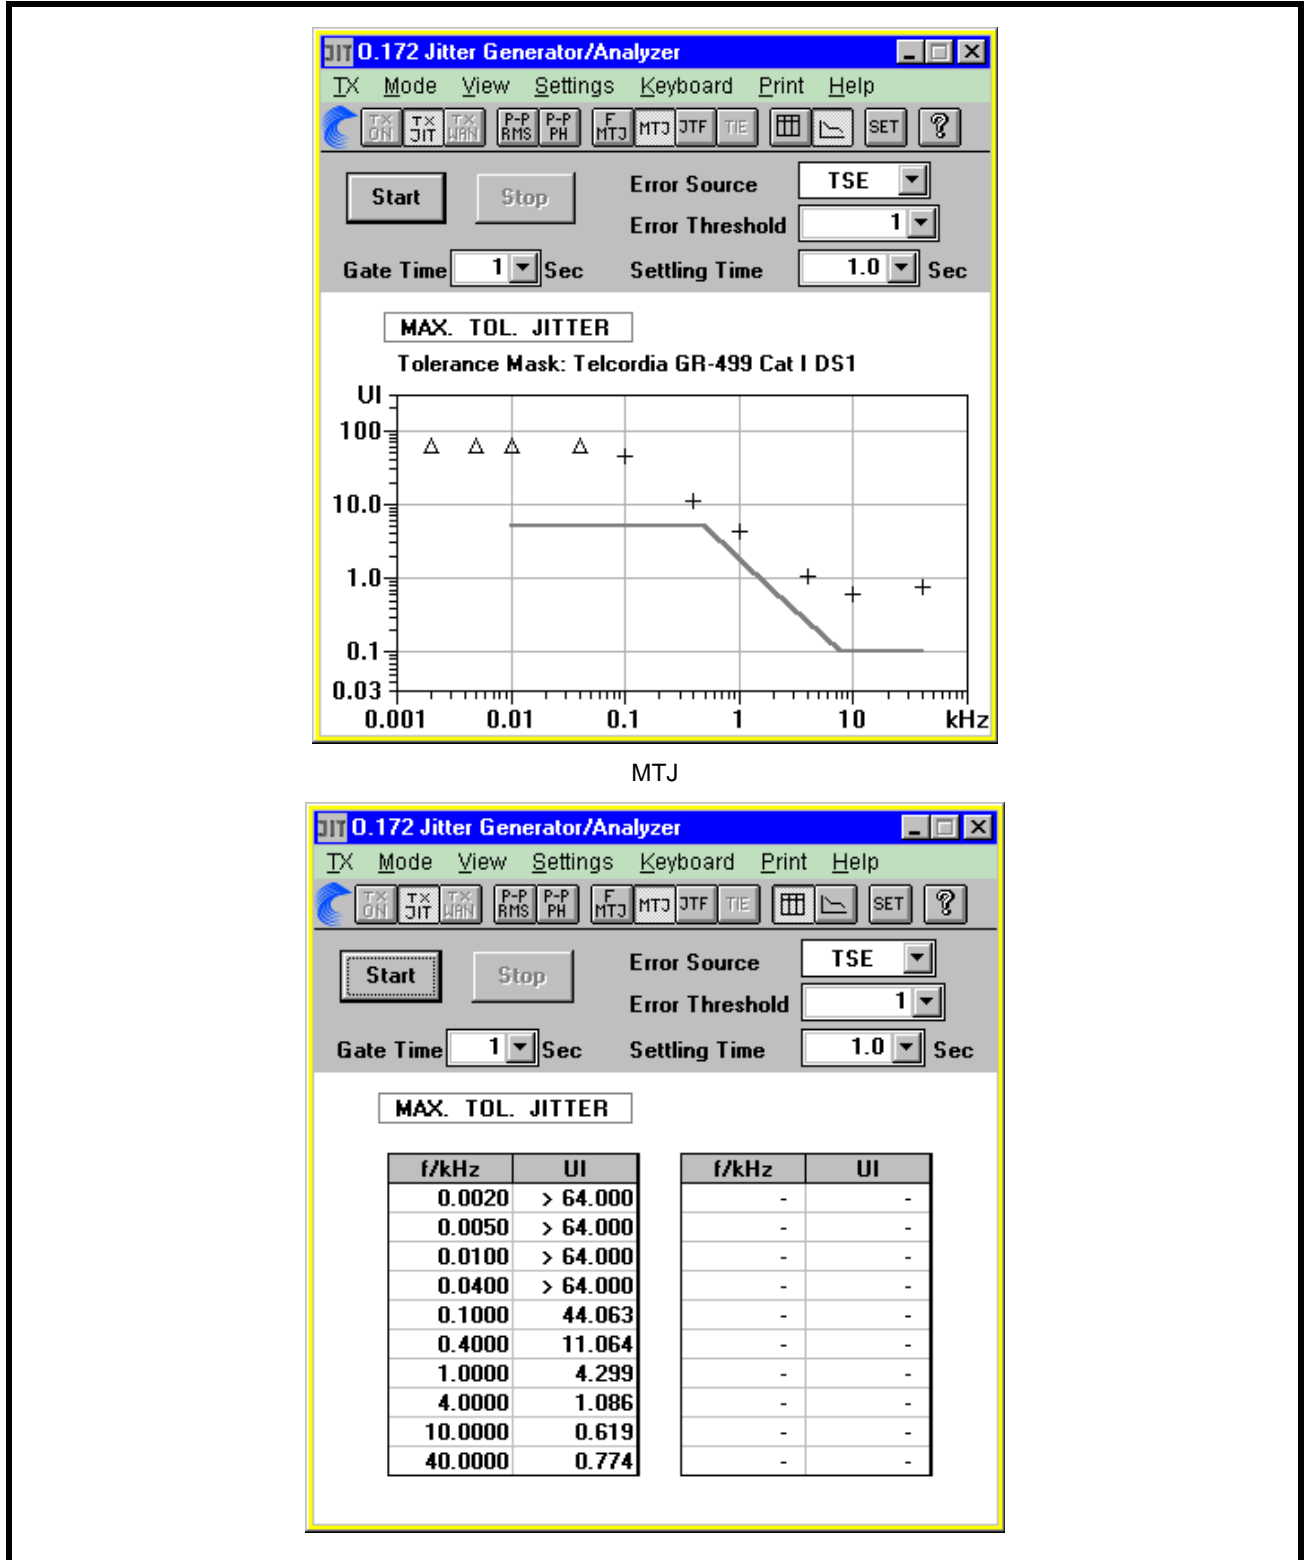 JIT O.172 Jitter Generator/Analyzer
TX Mode View Settings Keyboard Print Help
TX ON TX JIT TX WAN P-P RMS P-P PH F MTJ MTJ JTF TIE SET ?
Start Stop Error Source TSE
Error Threshold 1
Gate Time 1 Sec Settling Time 1.0 Sec
MAX. TOL. JITTER
Tolerance Mask: Telcordia GR-499 Cat I DS1
UI
100
10.0
1.0
0.1
0.03
0.001 0.01 0.1 1 10 kHz
MTJ
JIT O.172 Jitter Generator/Analyzer
TX Mode View Settings Keyboard Print Help
TX ON TX JIT TX WAN P-P RMS P-P PH F MTJ MTJ JTF TIE SET ?
Start Stop Error Source TSE
Error Threshold 1
Gate Time 1 Sec Settling Time 1.0 Sec
MAX. TOL. JITTER
f/kHz UI f/kHz UI
0.0020 > 64.000 - -
0.0050 > 64.000 - -
0.0100 > 64.000 - -
0.0400 > 64.000 - -
0.1000 44.063 - -
0.4000 11.064 - -
1.0000 4.299 - -
4.0000 1.086 - -
10.0000 0.619 - -
40.0000 0.774 - -